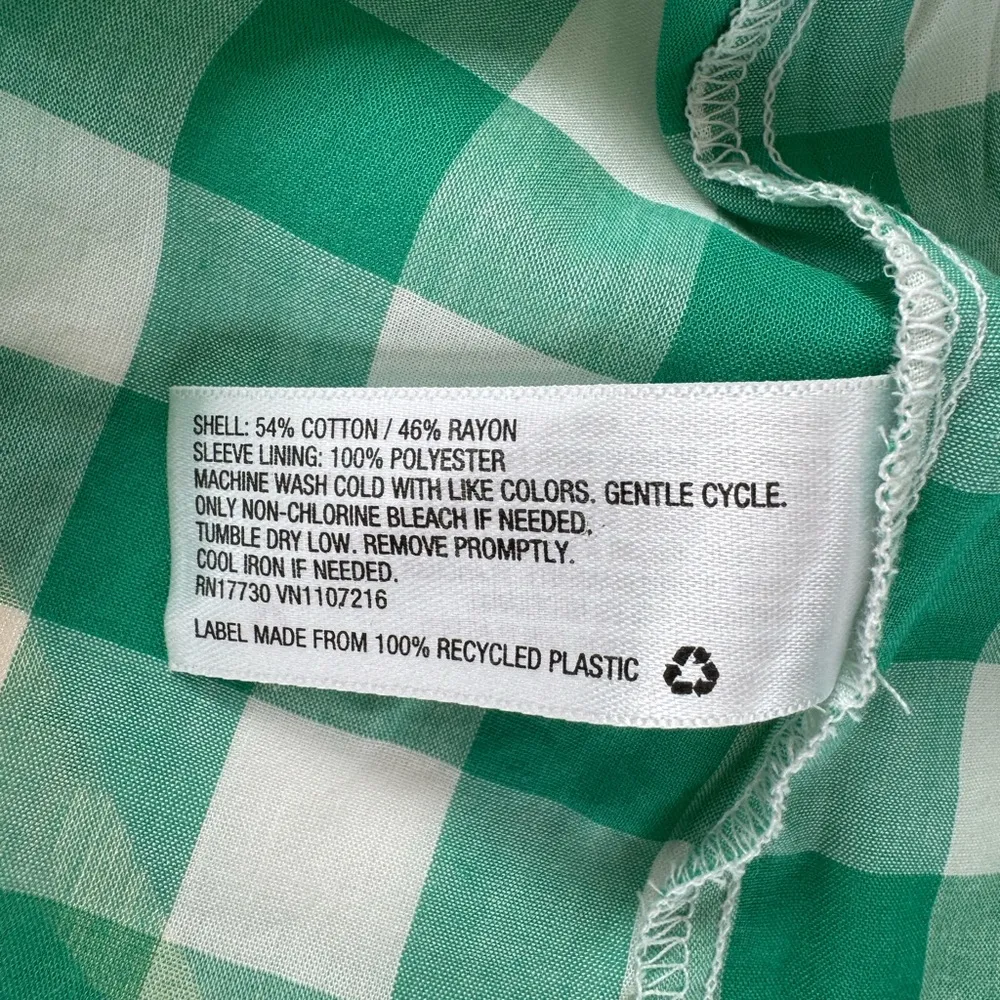 SHELL: 54% COTTON / 46% RAYON
SLEEVE LINING: 100% POLYESTER
MACHINE WASH COLD WITH LIKE COLORS. GENTLE CYCLE.
ONLY NON-CHLORINE BLEACH IF NEEDED.
TUMBLE DRY LOW. REMOVE PROMPTLY.
COOL IRON IF NEEDED.
RN17730 VN1107216
LABEL MADE FROM 100% RECYCLED PLASTIC